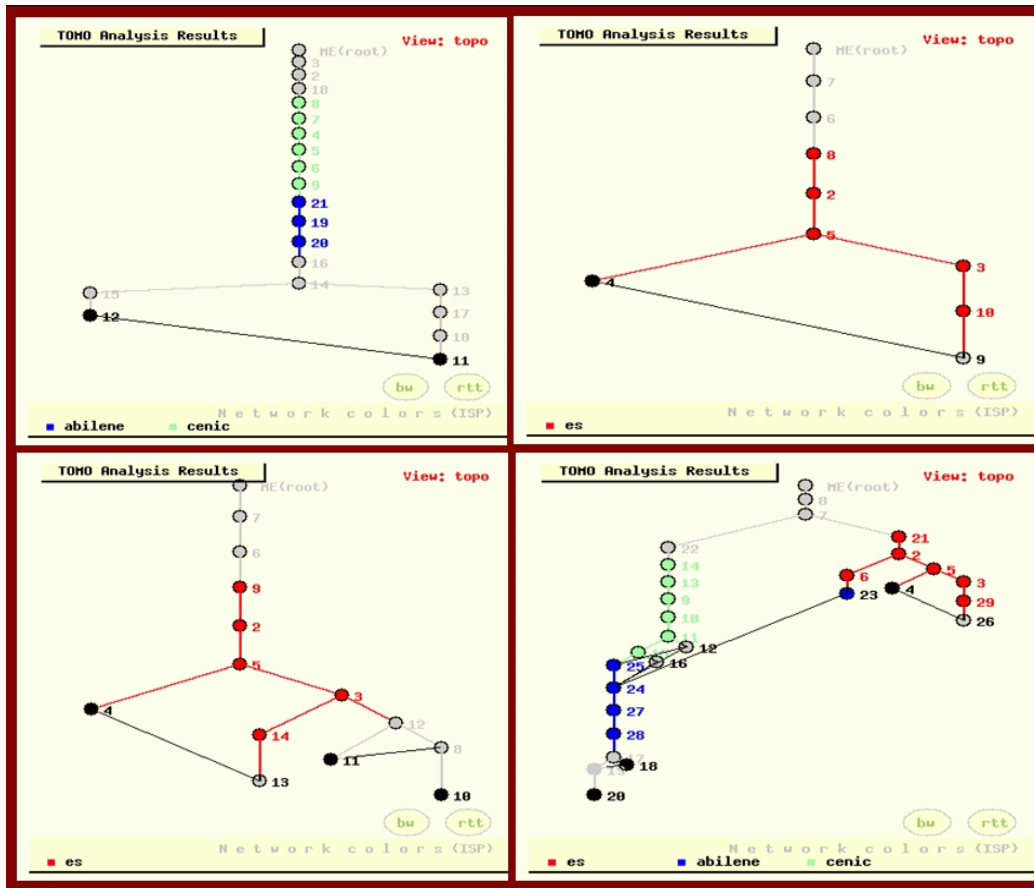 TOMO Analysis Results
View: topo
ME(root)
3
2
18
8
7
4
5
6
9
21
19
20
16
14
15
13
12
17
10
11
bw rtt
Network colors(ISP)
abilene cenic
TOMO Analysis Results
View: topo
ME(root)
7
6
8
2
5
3
4
10
9
bw rtt
Network colors(ISP)
es
TOMO Analysis Results
View: topo
ME(root)
7
6
9
2
5
3
4
12
14
8
11
13
10
bw rtt
Network colors(ISP)
es
TOMO Analysis Results
View: topo
ME(root)
8
7
21
22
2
14
5
6
13
3
4
23
9
29
10
26
11
12
16
25
24
27
28
17
18
19
20
bw rtt
Network colors(ISP)
es abilene cenic